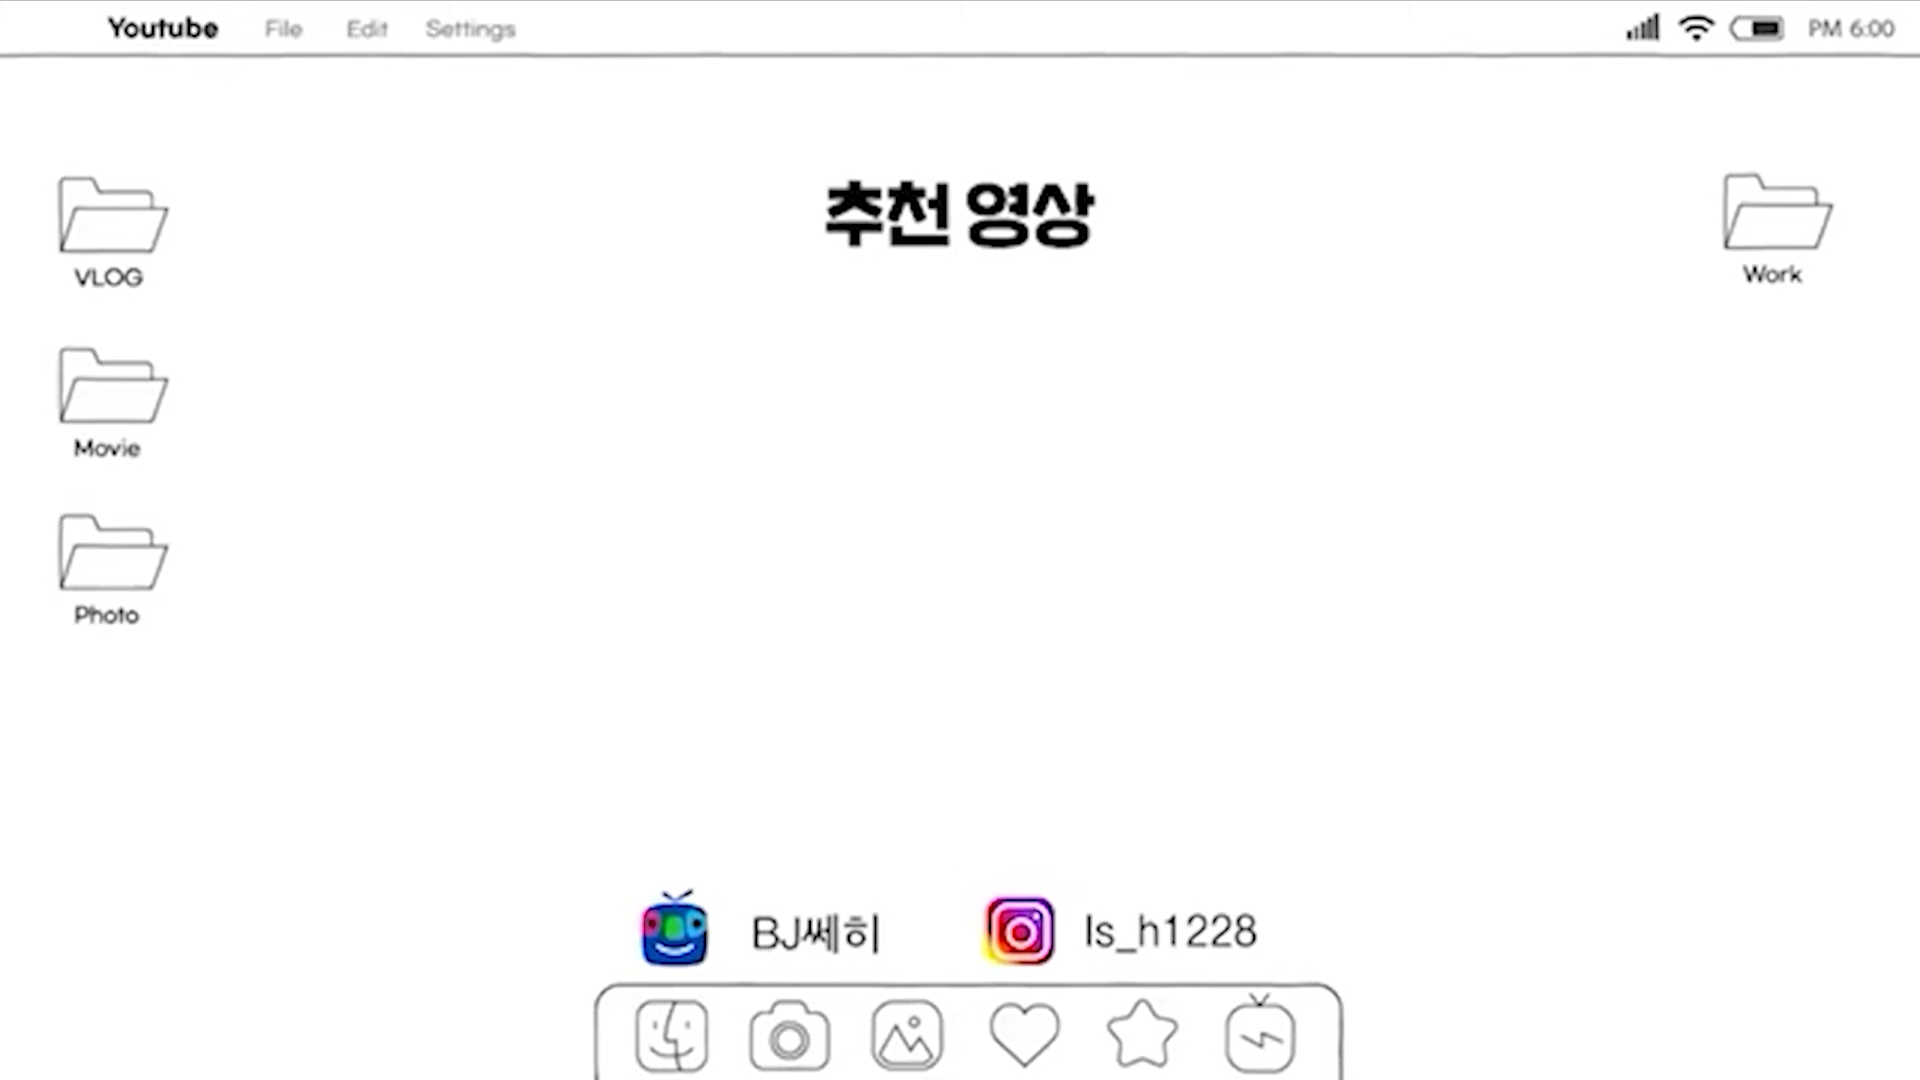 Youtube File Edit Settings PM 6:00
추천 영상
VLOG
Work
Movie
Photo
BJ쎄히 ls_h1228